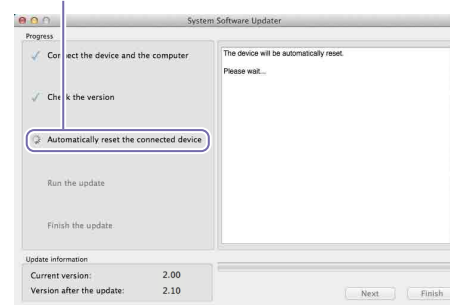 System Software Updater
Progress
Connect the device and the computer
Check the version
Automatically reset the connected device
Run the update
Finish the update
The device will be automatically reset.
Please wait...
Update information
Current version: 2.00
Version after the update: 2.10
Next Finish